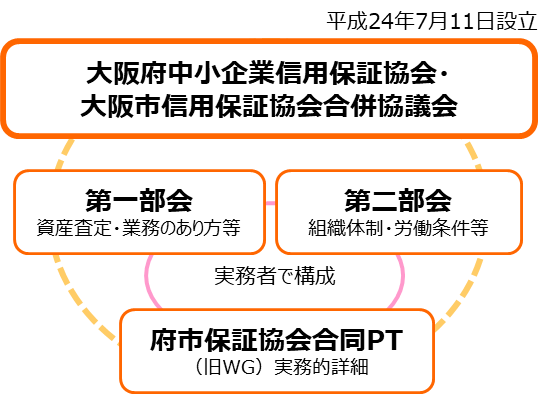 平成24年7月11日設立
大阪府中小企業信用保証協会・
大阪市信用保証協会合併協議会
第一部会
資産査定・業務のあり方等
第二部会
組織体制・労働条件等
実務者で構成
府市保証協会合同PT
（旧WG）実務的詳細